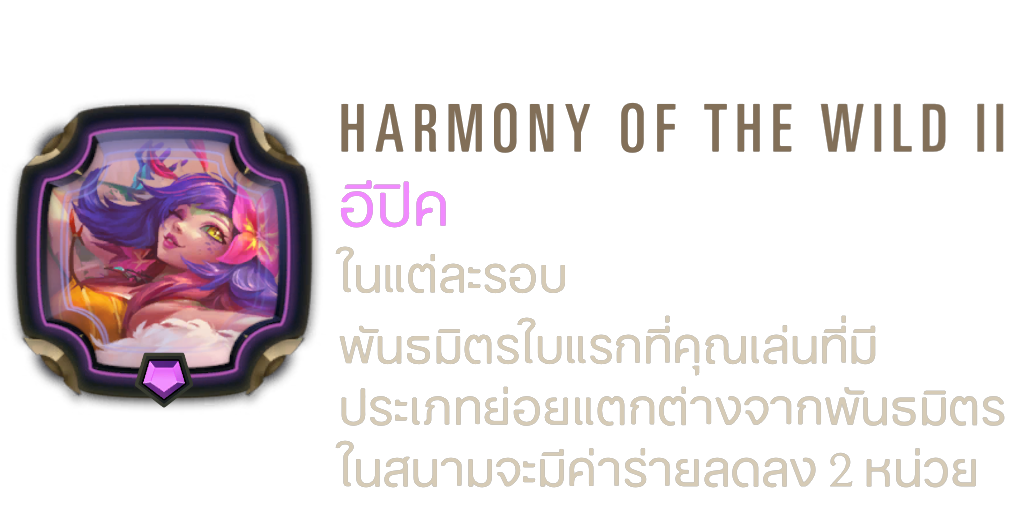 HARMONY OF THE WILD II
อีปิค
ในแต่ละรอบ
พันธมิตรใบแรกที่คุณเล่นที่มี
ประเภทย่อยแตกต่างจากพันธมิตร
ในสนามจะมีค่าร่ายลดลง 2 หน่วย